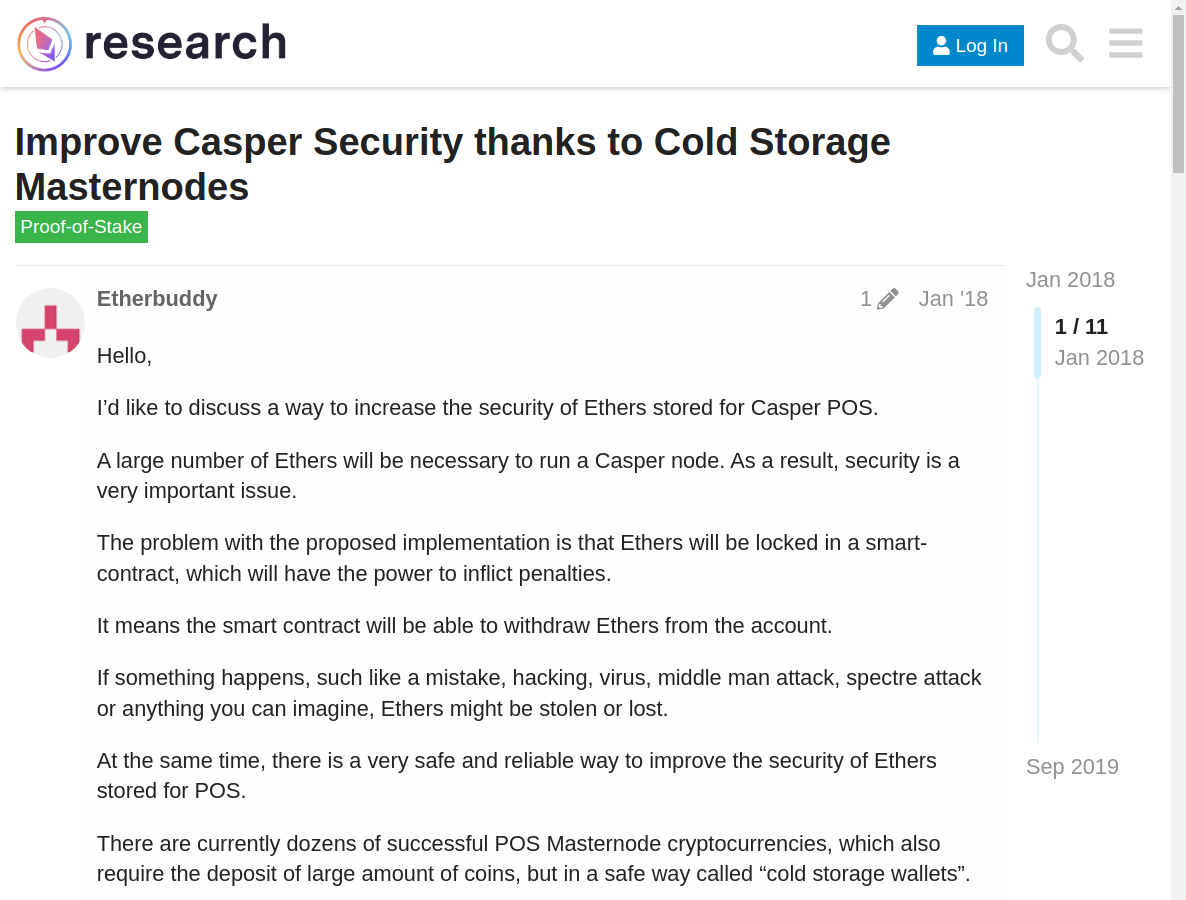 research
Log In
Improve Casper Security thanks to Cold Storage
Masternodes
Proof-of-Stake
Etherbuddy
1
Jan '18
Jan 2018
1 / 11
Jan 2018
Hello,
I’d like to discuss a way to increase the security of Ethers stored for Casper POS.
A large number of Ethers will be necessary to run a Casper node. As a result, security is a
very important issue.
The problem with the proposed implementation is that Ethers will be locked in a smart-
contract, which will have the power to inflict penalties.
It means the smart contract will be able to withdraw Ethers from the account.
If something happens, such like a mistake, hacking, virus, middle man attack, spectre attack
or anything you can imagine, Ethers might be stolen or lost.
At the same time, there is a very safe and reliable way to improve the security of Ethers
stored for POS.
Sep 2019
There are currently dozens of successful POS Masternode cryptocurrencies, which also
require the deposit of large amount of coins, but in a safe way called “cold storage wallets”.